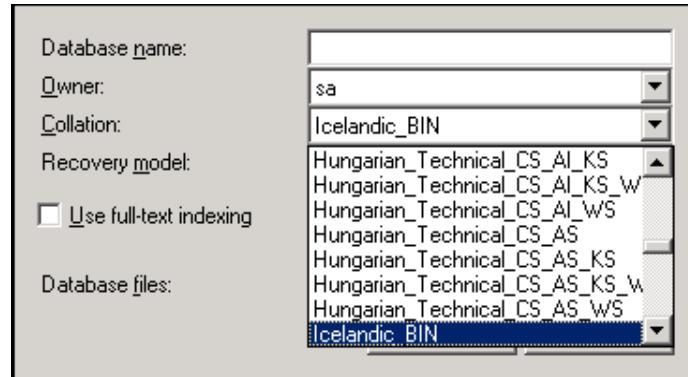 Database name:
Owner:
sa
Collation:
Icelandic_BIN
Recovery model:
Hungarian_Technical_CS_AI_KS
Hungarian_Technical_CS_AI_KS_W
Hungarian_Technical_CS_AI_WS
Use full-text indexing
Hungarian_Technical_CS_AS
Hungarian_Technical_CS_AS_KS
Database files:
Hungarian_Technical_CS_AS_KS_W
Hungarian_Technical_CS_AS_WS
Icelandic_BIN